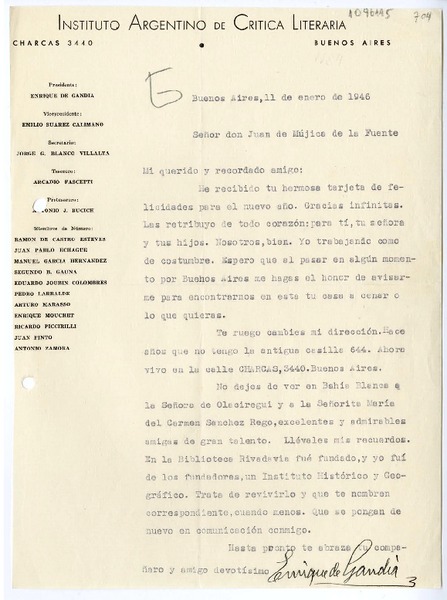 INSTITUTO ARGENTINO DE CRITICA LITERARIA
CHARCAS 3440 • BUENOS AIRES
704
Presidente:
ENRIQUE DE GANDIA
Vicepresidente:
EMILIO SUAREZ CALIMANO
Secretario:
JORGE G. BLANCO VILLALTA
Tesorero:
ARCADIO FASCETTI
Prosecretario:
ANTONIO J. BUCICH
Miembros de Número:
RAMON DE CASTRO ESTEVES
JUAN PABLO ECHAGUE
MANUEL GARCIA HERNANDEZ
SEGUNDO B. GAUNA
EDUARDO JOUBIN COLOMBRES
PEDRO LARRALDE
ARTURO MARASSO
ENRIQUE MOUCHET
RICARDO PICCIRILLI
JUAN PINTO
ANTONIO ZAMORA
Buenos Aires,11 de enero de 1946
Señor don Juan de Mújica de la Fuente
Mi querido y recordado amigo:
He recibido tu hermosa tarjeta de fe-
licidades para el nuevo año. Gracias infinitas.
Las retribuyo de todo corazón:para tí,tu señora
y tus hijos. Nosotros,bien. Yo trabajando como
de costumbre. Espero que al pasar en algún momen-
to por Buenos Aires me hagas el honor de avisar-
me para encontrarnos en esta tu casa a cenar o lo
que quieras.
Te ruego cambies mi dirección.Hace
años que no tengo la antigua casilla 644. Ahora
vivo en la calle CHARCAS,3440.Buenos Aires.
No dejes de ver en Bahía Blanca a
la Señora de Olaciregui y a la Señorita María
del Carmen Sanchez Rego,excelentes y admirables
amigas de gran talento. Llévales mis recuerdos.
En la Biblioteca Rivadavia fué fundado,y yo fuí
de los fundadores,un Instituto Histórico y Geo-
gráfico. Trata de revivirlo y que te nombren
correspondiente,cuando menos. Que se pongan de
nuevo en comunicación conmigo.
Hasta pronto te abraza tu compa-
ñero y amigo devotísimo
Enrique de Gandía